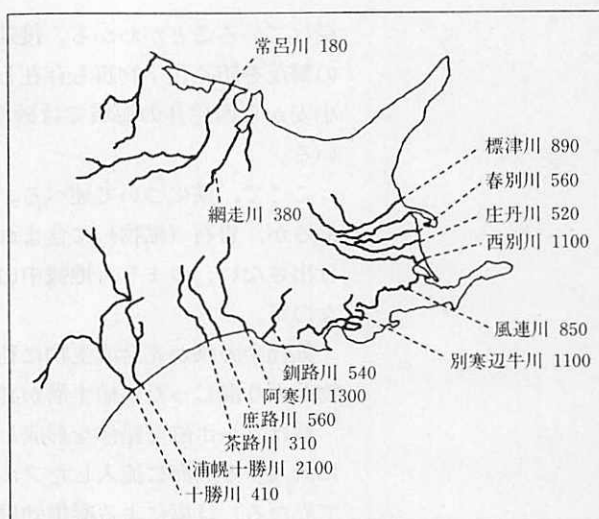 常呂川 180
標津川 890
春別川 560
網走川 380
庄丹川 520
西別川 1100
風連川 850
別寒辺牛川 1100
釧路川 540
阿寒川 1300
庶路川 560
茶路川 310
浦幌十勝川 2100
十勝川 410